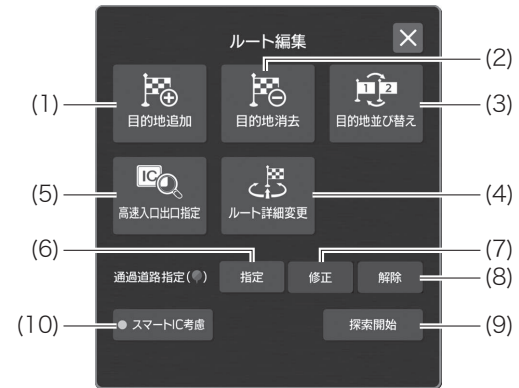 ルート編集
(1)
目的地追加
(2)
目的地消去
(3)
1 2
目的地並び替え
(5)
IC
高速入口出口指定
(4)
ルート詳細変更
(6)
(7)
通過道路指定( )
指定
修正
解除
(8)
(10)
スマートIC考慮
探索開始
(9)